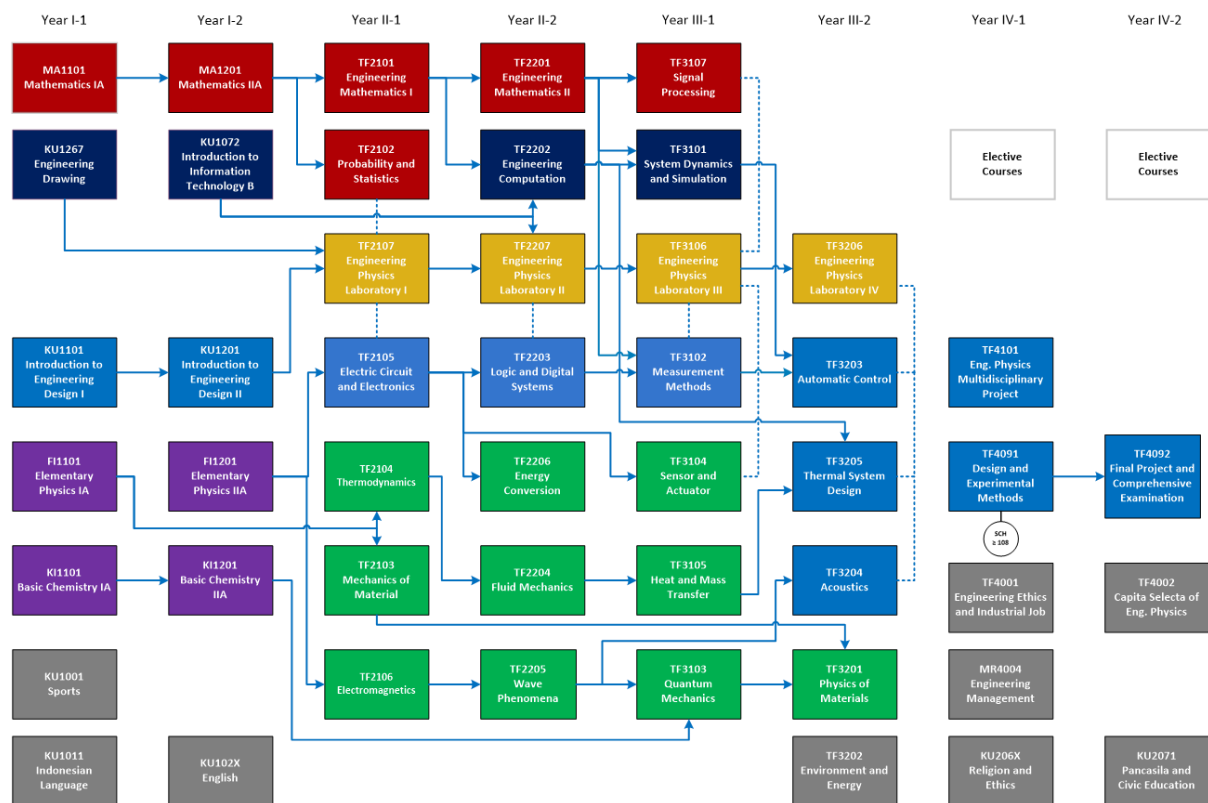 Year I-1
Year I-2
Year II-1
Year II-2
Year III-1
Year III-2
Year IV-1
Year IV-2
MA1101
Mathematics IA
MA1201
Mathematics IIA
TF2101
Engineering
Mathematics I
TF2201
Engineering
Mathematics II
TF3107
Signal
Processing
KU1267
Engineering
Drawing
KU1072
Introduction to
Information
Technology B
TF2102
Probability and
Statistics
TF2202
Engineering
Computation
TF3101
System Dynamics
and Simulation
Elective
Courses
Elective
Courses
TF2107
Engineering
Physics
Laboratory I
TF2207
Engineering
Physics
Laboratory II
TF3106
Engineering
Physics
Laboratory III
TF3206
Engineering
Physics
Laboratory IV
KU1101
Introduction to
Engineering
Design I
KU1201
Introduction to
Engineering
Design II
TF2105
Electric Circuit
and Electronics
TF2203
Logic and Digital
Systems
TF3102
Measurement
Methods
TF3203
Automatic Control
TF4101
Eng. Physics
Multidisciplinary
Project
FI1101
Elementary
Physics IA
FI1201
Elementary
Physics IIA
TF2104
Thermodynamics
TF2206
Energy
Conversion
TF3104
Sensor and
Actuator
TF3205
Thermal System
Design
TF4091
Design and
Experimental
Methods
TF4092
Final Project and
Comprehensive
Examination
SCH
≥ 108
KI1101
Basic Chemistry IA
KI1201
Basic Chemistry
IIA
TF2103
Mechanics of
Material
TF2204
Fluid Mechanics
TF3105
Heat and Mass
Transfer
TF3204
Acoustics
TF4001
Engineering Ethics
and Industrial Job
TF4002
Capita Selecta of
Eng. Physics
KU1001
Sports
TF2106
Electromagnetics
TF2205
Wave
Phenomena
TF3103
Quantum
Mechanics
TF3201
Physics of
Materials
MR4004
Engineering
Management
KU1011
Indonesian
Language
KU102X
English
TF3202
Environment and
Energy
KU206X
Religion and
Ethics
KU2071
Pancasila and
Civic Education